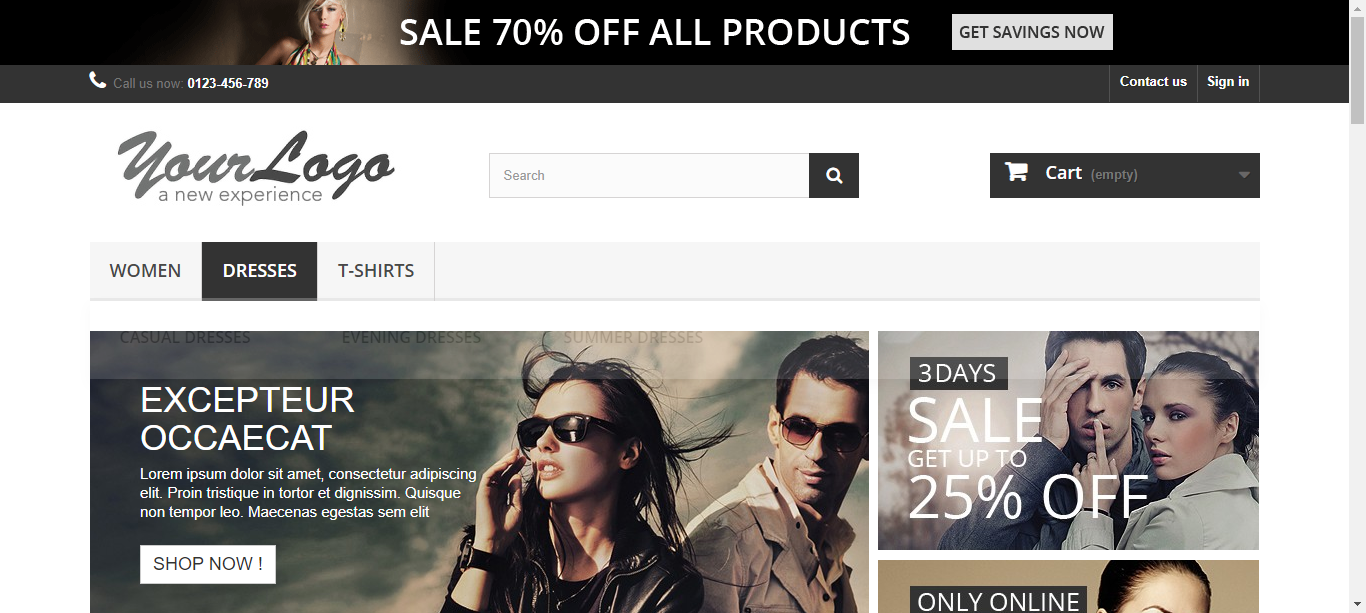 SALE 70% OFF ALL PRODUCTS
GET SAVINGS NOW
Call us now: 0123-456-789
Contact us
Sign in
YourLogo
a new experience
Search
Cart (empty)
WOMEN
DRESSES
T-SHIRTS
CASUAL DRESSES
EVENING DRESSES
SUMMER DRESSES
EXCEPTEUR
OCCAECAT
Lorem ipsum dolor sit amet, consectetur adipiscing
elit. Proin tristique in tortor et dignissim. Quisque
non tempor leo. Maecenas egestas sem elit
SHOP NOW !
3 DAYS
SALE
GET UP TO
25% OFF
ONLY ONLINE